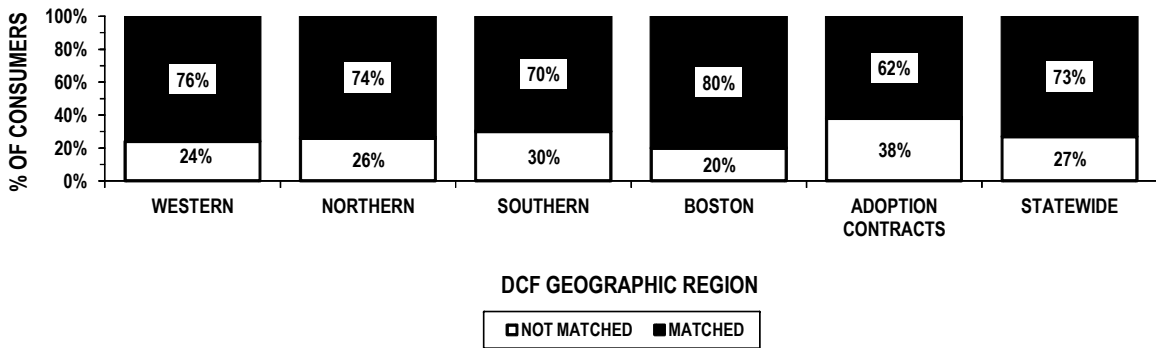 % OF CONSUMERS
100%
80%
60%
40%
20%
0%
76%
24%
74%
26%
70%
30%
80%
20%
62%
38%
73%
27%
WESTERN
NORTHERN
SOUTHERN
BOSTON
ADOPTION
CONTRACTS
STATEWIDE
DCF GEOGRAPHIC REGION
NOT MATCHED MATCHED